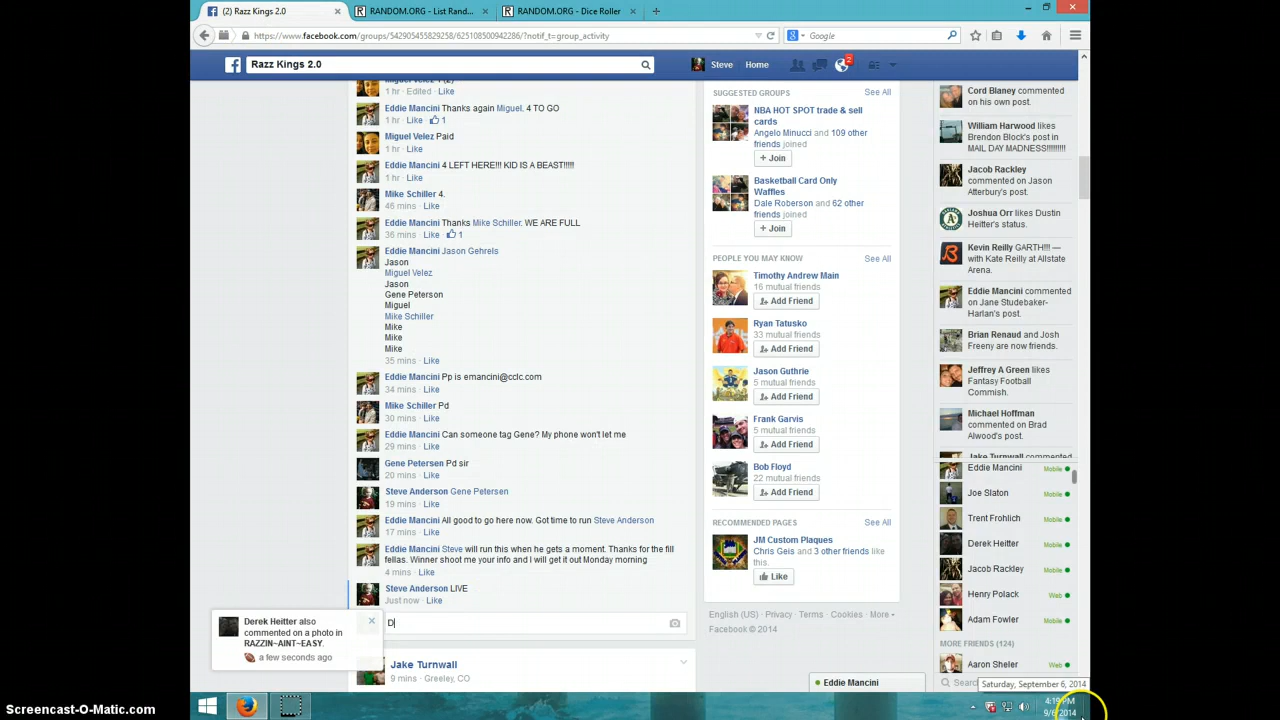 (2) Razz Kings 2.0
RANDOM.ORG - List Rand...
RANDOM.ORG - Dice Roller
https://www.facebook.com/groups/542905455829258/625108500942286/?notif_t=group_activity
Google
Razz Kings 2.0
Steve
Home
2
1 hr · Edited · Like
Eddie Mancini Thanks again Miguel. 4 TO GO
1 hr · Like · 1
Miguel Velez Paid
1 hr · Like
Eddie Mancini 4 LEFT HERE!!! KID IS A BEAST!!!!!
1 hr · Like
Mike Schiller 4.
46 mins · Like
Eddie Mancini Thanks Mike Schiller. WE ARE FULL
36 mins · Like · 1
Eddie Mancini Jason Gehrels
Jason
Miguel Velez
Jason
Gene Peterson
Miguel
Mike Schiller
Mike
Mike
Mike
35 mins · Like
Eddie Mancini Pp is emancini@cclc.com
34 mins · Like
Mike Schiller Pd
30 mins · Like
Eddie Mancini Can someone tag Gene? My phone won't let me
29 mins · Like
Gene Petersen Pd sir
20 mins · Like
Steve Anderson Gene Petersen
19 mins · Like
Eddie Mancini All good to go here now. Got time to run Steve Anderson
17 mins · Like
Eddie Mancini Steve will run this when he gets a moment. Thanks for the fill
fellas. Winner shoot me your info and I will get it out Monday morning
4 mins · Like
Steve Anderson LIVE
Just now · Like
D
Derek Heitter also
commented on a photo in
RAZZIN~AINT~EASY.
a few seconds ago
Jake Turnwall
9 mins · Greeley, CO
SUGGESTED GROUPS
See All
NBA HOT SPOT trade & sell
cards
Angelo Minucci and 109 other
friends joined
+ Join
Basketball Card Only
Waffles
Dale Roberson and 62 other
friends joined
+ Join
PEOPLE YOU MAY KNOW
See All
Timothy Andrew Main
16 mutual friends
Add Friend
Ryan Tatusko
33 mutual friends
Add Friend
Jason Guthrie
5 mutual friends
Add Friend
Frank Garvis
5 mutual friends
Add Friend
Bob Floyd
22 mutual friends
Add Friend
RECOMMENDED PAGES
See All
JM Custom Plaques
Chris Geis and 3 other friends like
this.
Like
English (US) · Privacy · Terms · Cookies · More
Facebook © 2014
Eddie Mancini
Cord Blaney commented
on his own post.
William Harwood likes
Brendon Block's post in
MAIL DAY MADNESS!!!!!!!!!
Jacob Rackley
commented on Jason
Atterbury's post.
Joshua Orr likes Dustin
Heitter's status.
Kevin Reilly GARTH!!!! —
with Kate Reilly at Allstate
Arena.
Eddie Mancini
commented on Jane Studebaker-
Harlan's post.
Brian Renaud and Josh
Freeny are now friends.
Jeffrey A Green likes
Fantasy Football
Commish.
Michael Hoffman
commented on Brad
Alwood's post.
Jake Turnwall commented
Eddie Mancini Mobile
Joe Slaton Mobile
Trent Frohlich Mobile
Derek Heitter Mobile
Jacob Rackley Mobile
Henry Polack Web
Adam Fowler Mobile
MORE FRIENDS (124)
Aaron Sheler Web
Search
Saturday, September 6, 2014
4:19 PM
9/6/2014
Screencast-O-Matic.com